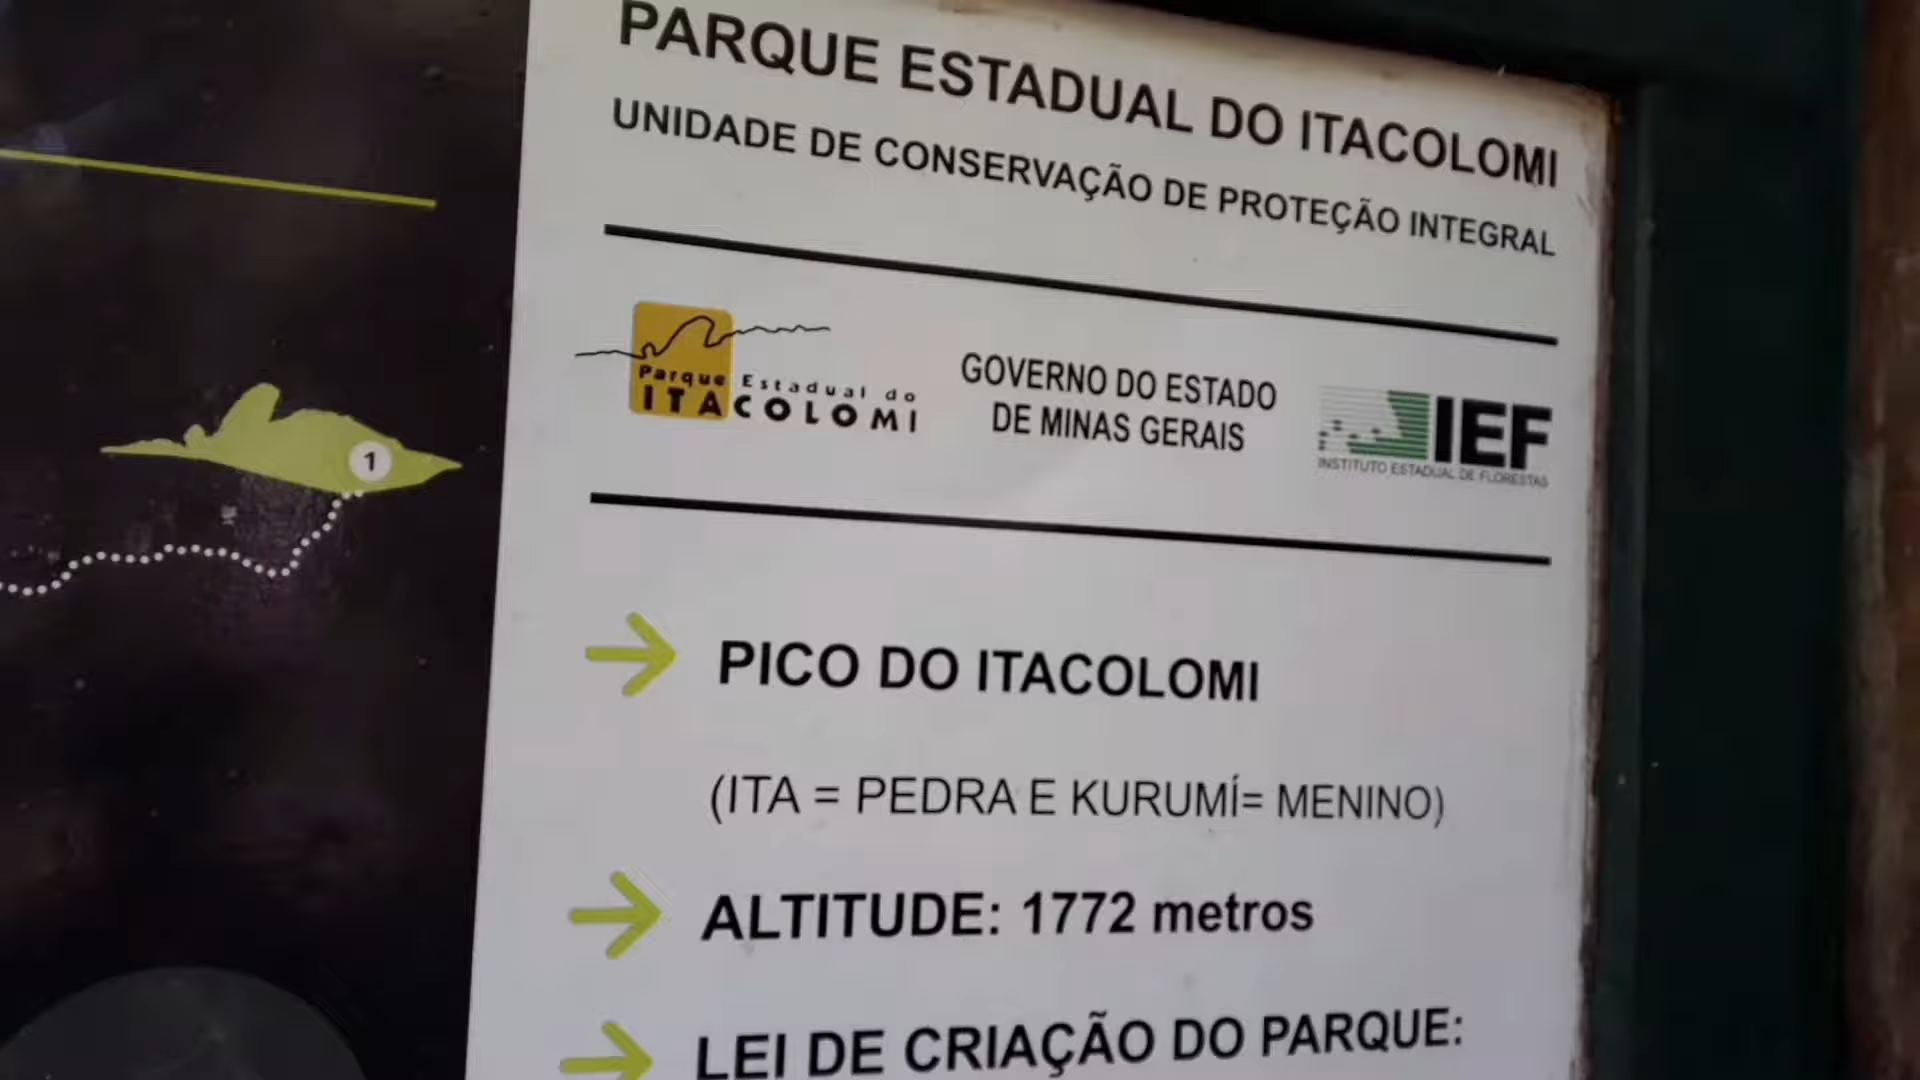 PARQUE ESTADUAL DO ITACOLOMI
UNIDADE DE CONSERVAÇÃO DE PROTEÇÃO INTEGRAL
Parque Estadual do
ITACOLOMI
GOVERNO DO ESTADO
DE MINAS GERAIS
IEF
INSTITUTO ESTADUAL DE FLORESTAS
1
PICO DO ITACOLOMI
(ITA = PEDRA E KURUMÍ= MENINO)
ALTITUDE: 1772 metros
LEI DE CRIAÇÃO DO PARQUE: